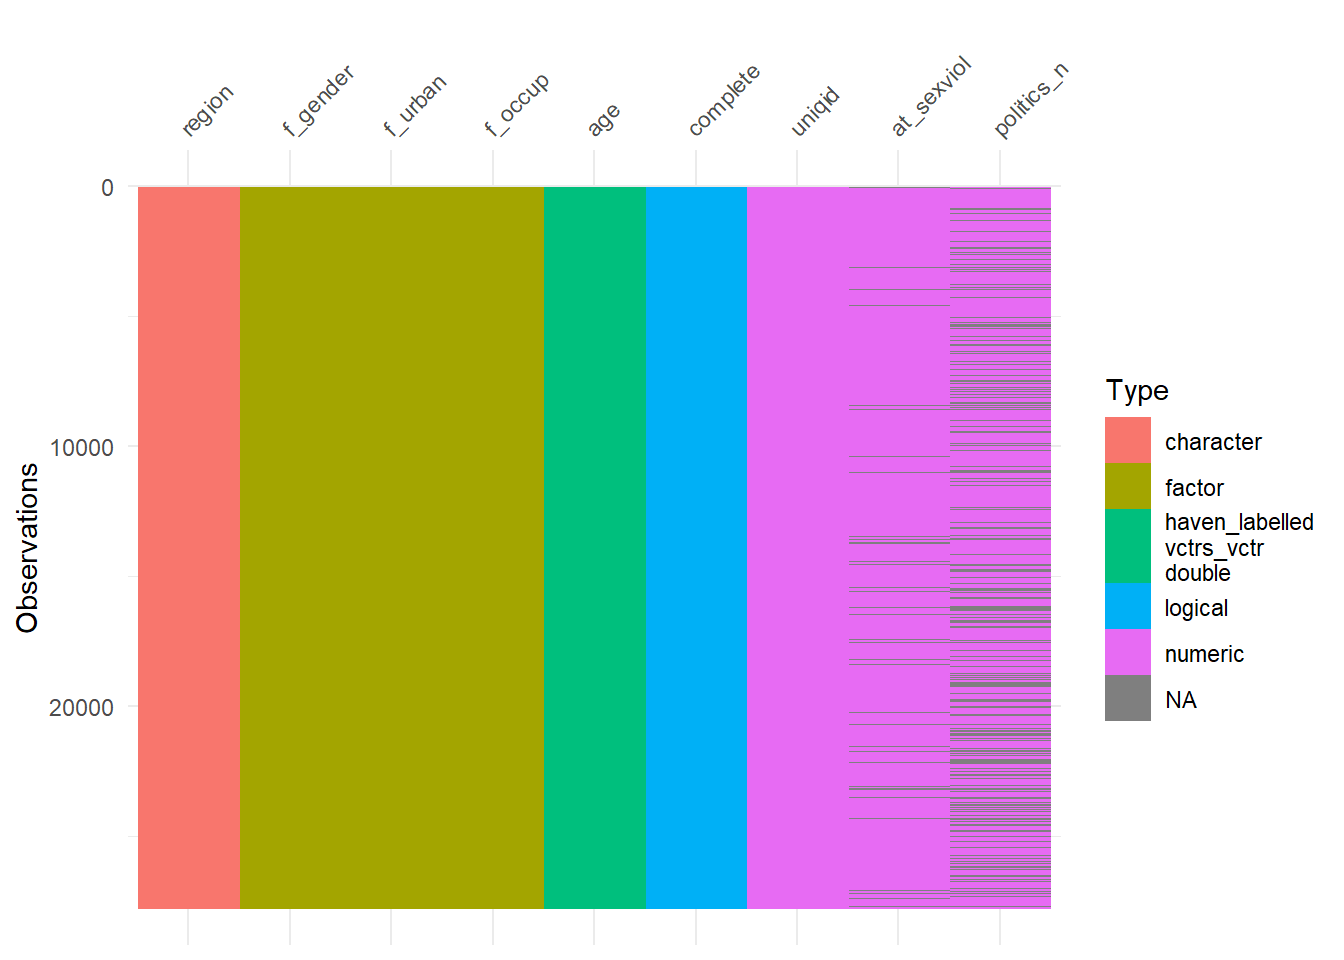 region
f_gender
f_urban
f_occup
age
complete
uniqid
at_sexviol
politics_n
0
10000
20000
Observations
Type
character
factor
haven_labelled
vctrs_vctr
double
logical
numeric
NA